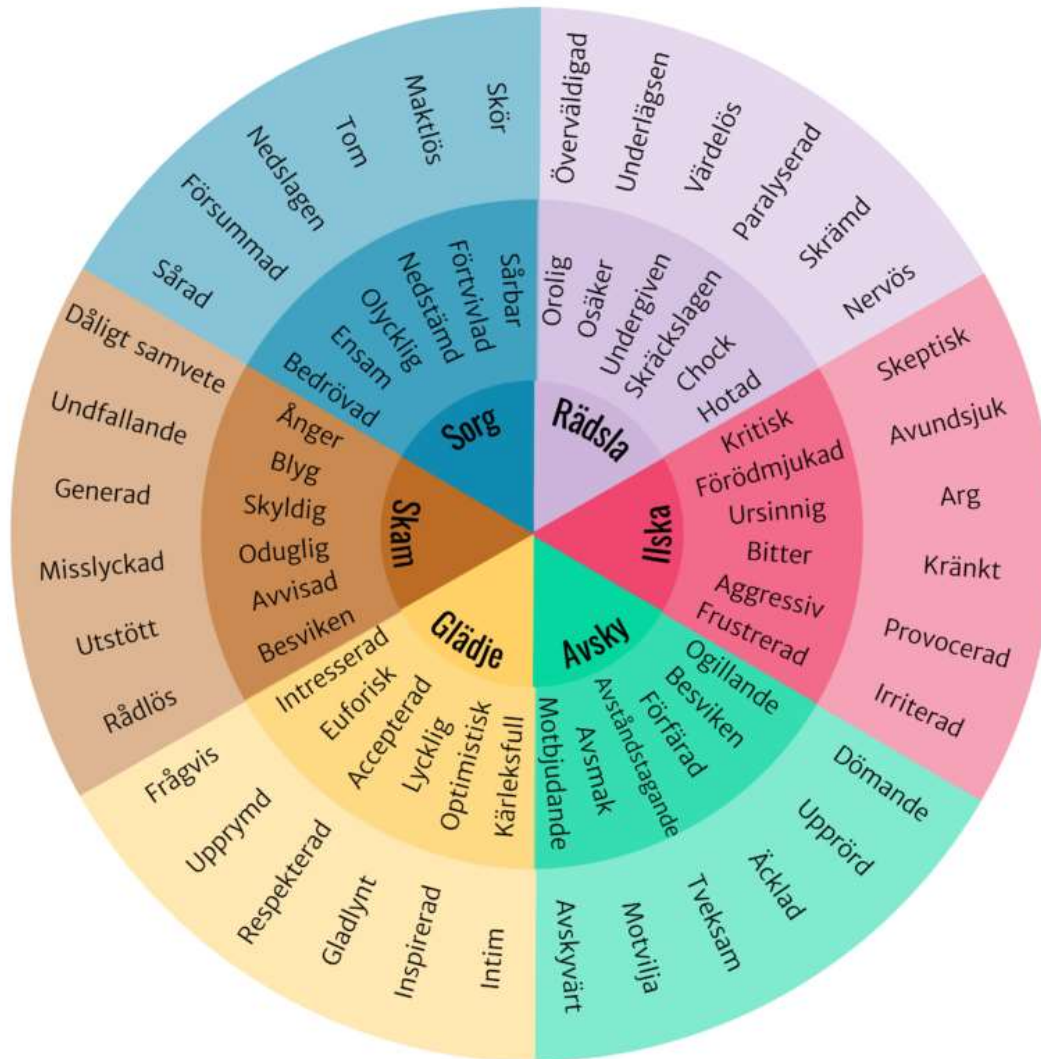 Sorg
Bedrövad
Ensam
Olycklig
Nedstämd
Förtvivlad
Sårbar
Sårad
Försummad
Nedslagen
Tom
Maktlös
Skör
Rädsla
Orolig
Osäker
Undergiven
Skräckslagen
Chock
Hotad
Överväldigad
Underlägsen
Värdelös
Paralyserad
Skrämd
Nervös
Ilska
Kritisk
Förödmjukad
Ursinnig
Bitter
Aggressiv
Frustrerad
Skeptisk
Avundsjuk
Arg
Kränkt
Provocerad
Irriterad
Avsky
Ogillande
Besviken
Förfärad
Avståndstagande
Avsmak
Motbjudande
Dömande
Upprörd
Äcklad
Tveksam
Motvilja
Avskyvärt
Glädje
Kärleksfull
Optimistisk
Lycklig
Accepterad
Euforisk
Intresserad
Intim
Inspirerad
Gladlynt
Respekterad
Upprymd
Frågvis
Skam
Besviken
Avvisad
Oduglig
Skyldig
Blyg
Ånger
Rådlös
Utstött
Misslyckad
Generad
Undfallande
Dåligt samvete